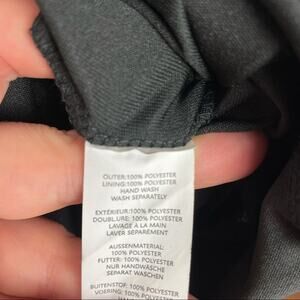 OUTER:100% POLYESTER
LINING:100% POLYESTER
HAND WASH
WASH SEPARATELY
EXTÉRIEUR:100% POLYESTER
DOUBLURE: 100% POLYESTER
LAVAGE À LA MAIN
LAVER SÉPARÉMENT
AUSSENMATERIAL:
100% POLYESTER
FUTTER: 100% POLYESTER
NUR HANDWÄSCHE
SEPARAT WASCHEN
BUITENSTOF: 100% POLYESTER
VOERING: 100% POLYESTER